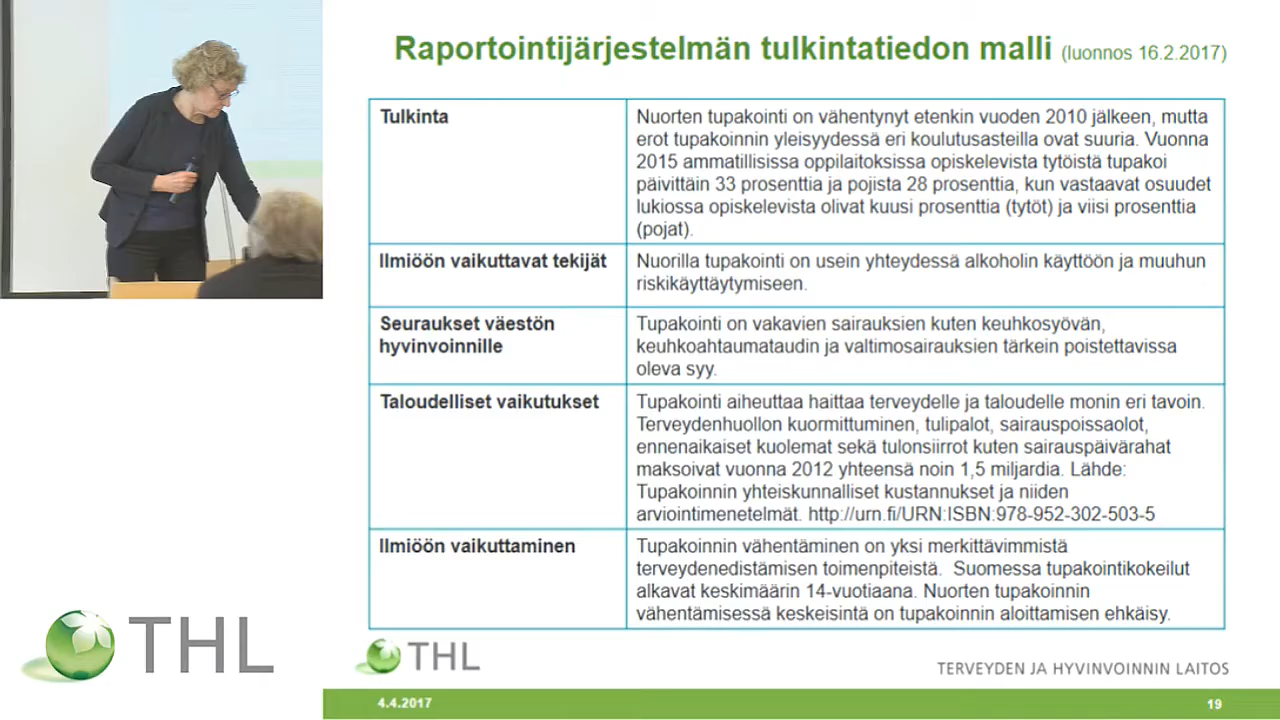 Raportointijärjestelmän tulkintatiedon malli (luonnos 16.2.2017)
Tulkinta
Nuorten tupakointi on vähentynyt etenkin vuoden 2010 jälkeen, mutta
erot tupakoinnin yleisyydessä eri koulutusasteilla ovat suuria. Vuonna
2015 ammatillisissa oppilaitoksissa opiskelevista tytöistä tupakoi
päivittäin 33 prosenttia ja pojista 28 prosenttia, kun vastaavat osuudet
lukiossa opiskelevista olivat kuusi prosenttia (tytöt) ja viisi prosenttia
(pojat).
Ilmiöön vaikuttavat tekijät
Nuorilla tupakointi on usein yhteydessä alkoholin käyttöön ja muuhun
riskikäyttäytymiseen.
Seuraukset väestön
hyvinvoinnille
Tupakointi on vakavien sairauksien kuten keuhkosyövän,
keuhkoahtaumataudin ja valtimosairauksien tärkein poistettavissa
oleva syy.
Taloudelliset vaikutukset
Tupakointi aiheuttaa haittaa terveydelle ja taloudelle monin eri tavoin.
Terveydenhuollon kuormittuminen, tulipalot, sairauspoissaolot,
ennenaikaiset kuolemat sekä tulonsiirrot kuten sairauspäivärahat
maksoivat vuonna 2012 yhteensä noin 1,5 miljardia. Lähde:
Tupakoinnin yhteiskunnalliset kustannukset ja niiden
arviointimenetelmät. http://urn.fi/URN:ISBN:978-952-302-503-5
Ilmiöön vaikuttaminen
Tupakoinnin vähentäminen on yksi merkittävimmistä
terveydenedistämisen toimenpiteistä.  Suomessa tupakointikokeilut
alkavat keskimäärin 14-vuotiaana. Nuorten tupakoinnin
vähentämisessä keskeisintä on tupakoinnin aloittamisen ehkäisy.
THL
THL
TERVEYDEN JA HYVINVOINNIN LAITOS
4.4.2017
19